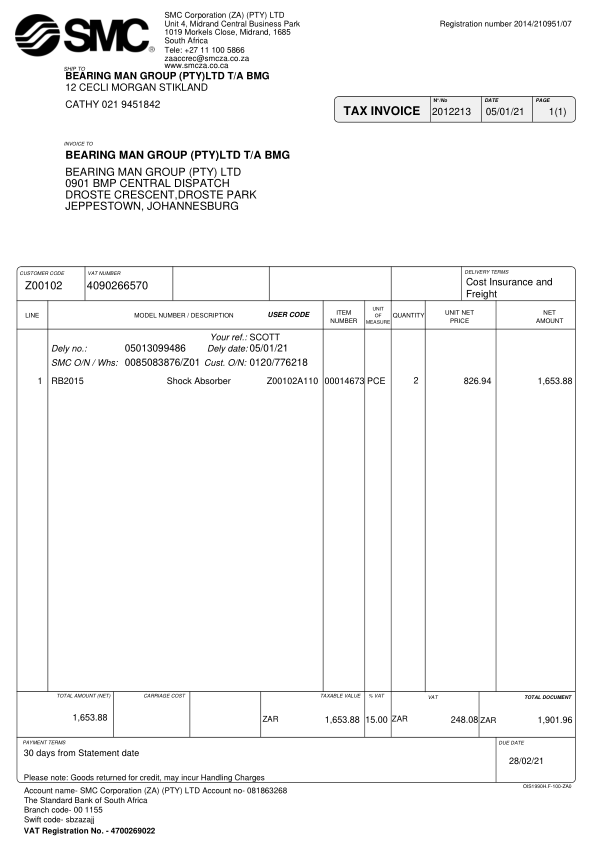 SMC®
SMC Corporation (ZA) (PTY) LTD
Unit 4, Midrand Central Business Park
1019 Morkels Close, Midrand, 1685
South Africa
Tele: +27 11 100 5866
zaaccrec@smcza.co.za
www.smcza.co.za
Registration number 2014/210951/07
SHIP TO
BEARING MAN GROUP (PTY)LTD T/A BMG
12 CECLI MORGAN STIKLAND
CATHY 021 9451842
TAX INVOICE
N°/No DATE PAGE
2012213 05/01/21 1(1)
INVOICE TO
BEARING MAN GROUP (PTY)LTD T/A BMG
BEARING MAN GROUP (PTY) LTD
0901 BMP CENTRAL DISPATCH
DROSTE CRESCENT,DROSTE PARK
JEPPESTOWN, JOHANNESBURG
CUSTOMER CODE VAT NUMBER DELIVERY TERMS
Z00102 4090266570 Cost Insurance and
Freight
LINE MODEL NUMBER / DESCRIPTION USER CODE ITEM NUMBER UNIT OF MEASURE QUANTITY UNIT NET PRICE NET AMOUNT
Your ref.: SCOTT
Dely no.: 05013099486 Dely date: 05/01/21
SMC O/N / Whs: 0085083876/Z01 Cust. O/N: 0120/776218
1 RB2015 Shock Absorber Z00102A110 00014673 PCE 2 826.94 1,653.88
TOTAL AMOUNT (NET) CARRIAGE COST TAXABLE VALUE % VAT VAT TOTAL DOCUMENT
1,653.88 ZAR 1,653.88 15.00 ZAR 248.08 ZAR 1,901.96
PAYMENT TERMS DUE DATE
30 days from Statement date
28/02/21
Please note: Goods returned for credit, may incur Handling Charges
OIS1990H.F-100-ZA0
Account name- SMC Corporation (ZA) (PTY) LTD Account no- 081863268
The Standard Bank of South Africa
Branch code- 00 1155
Swift code- sbzazajj
VAT Registration No. - 4700269022